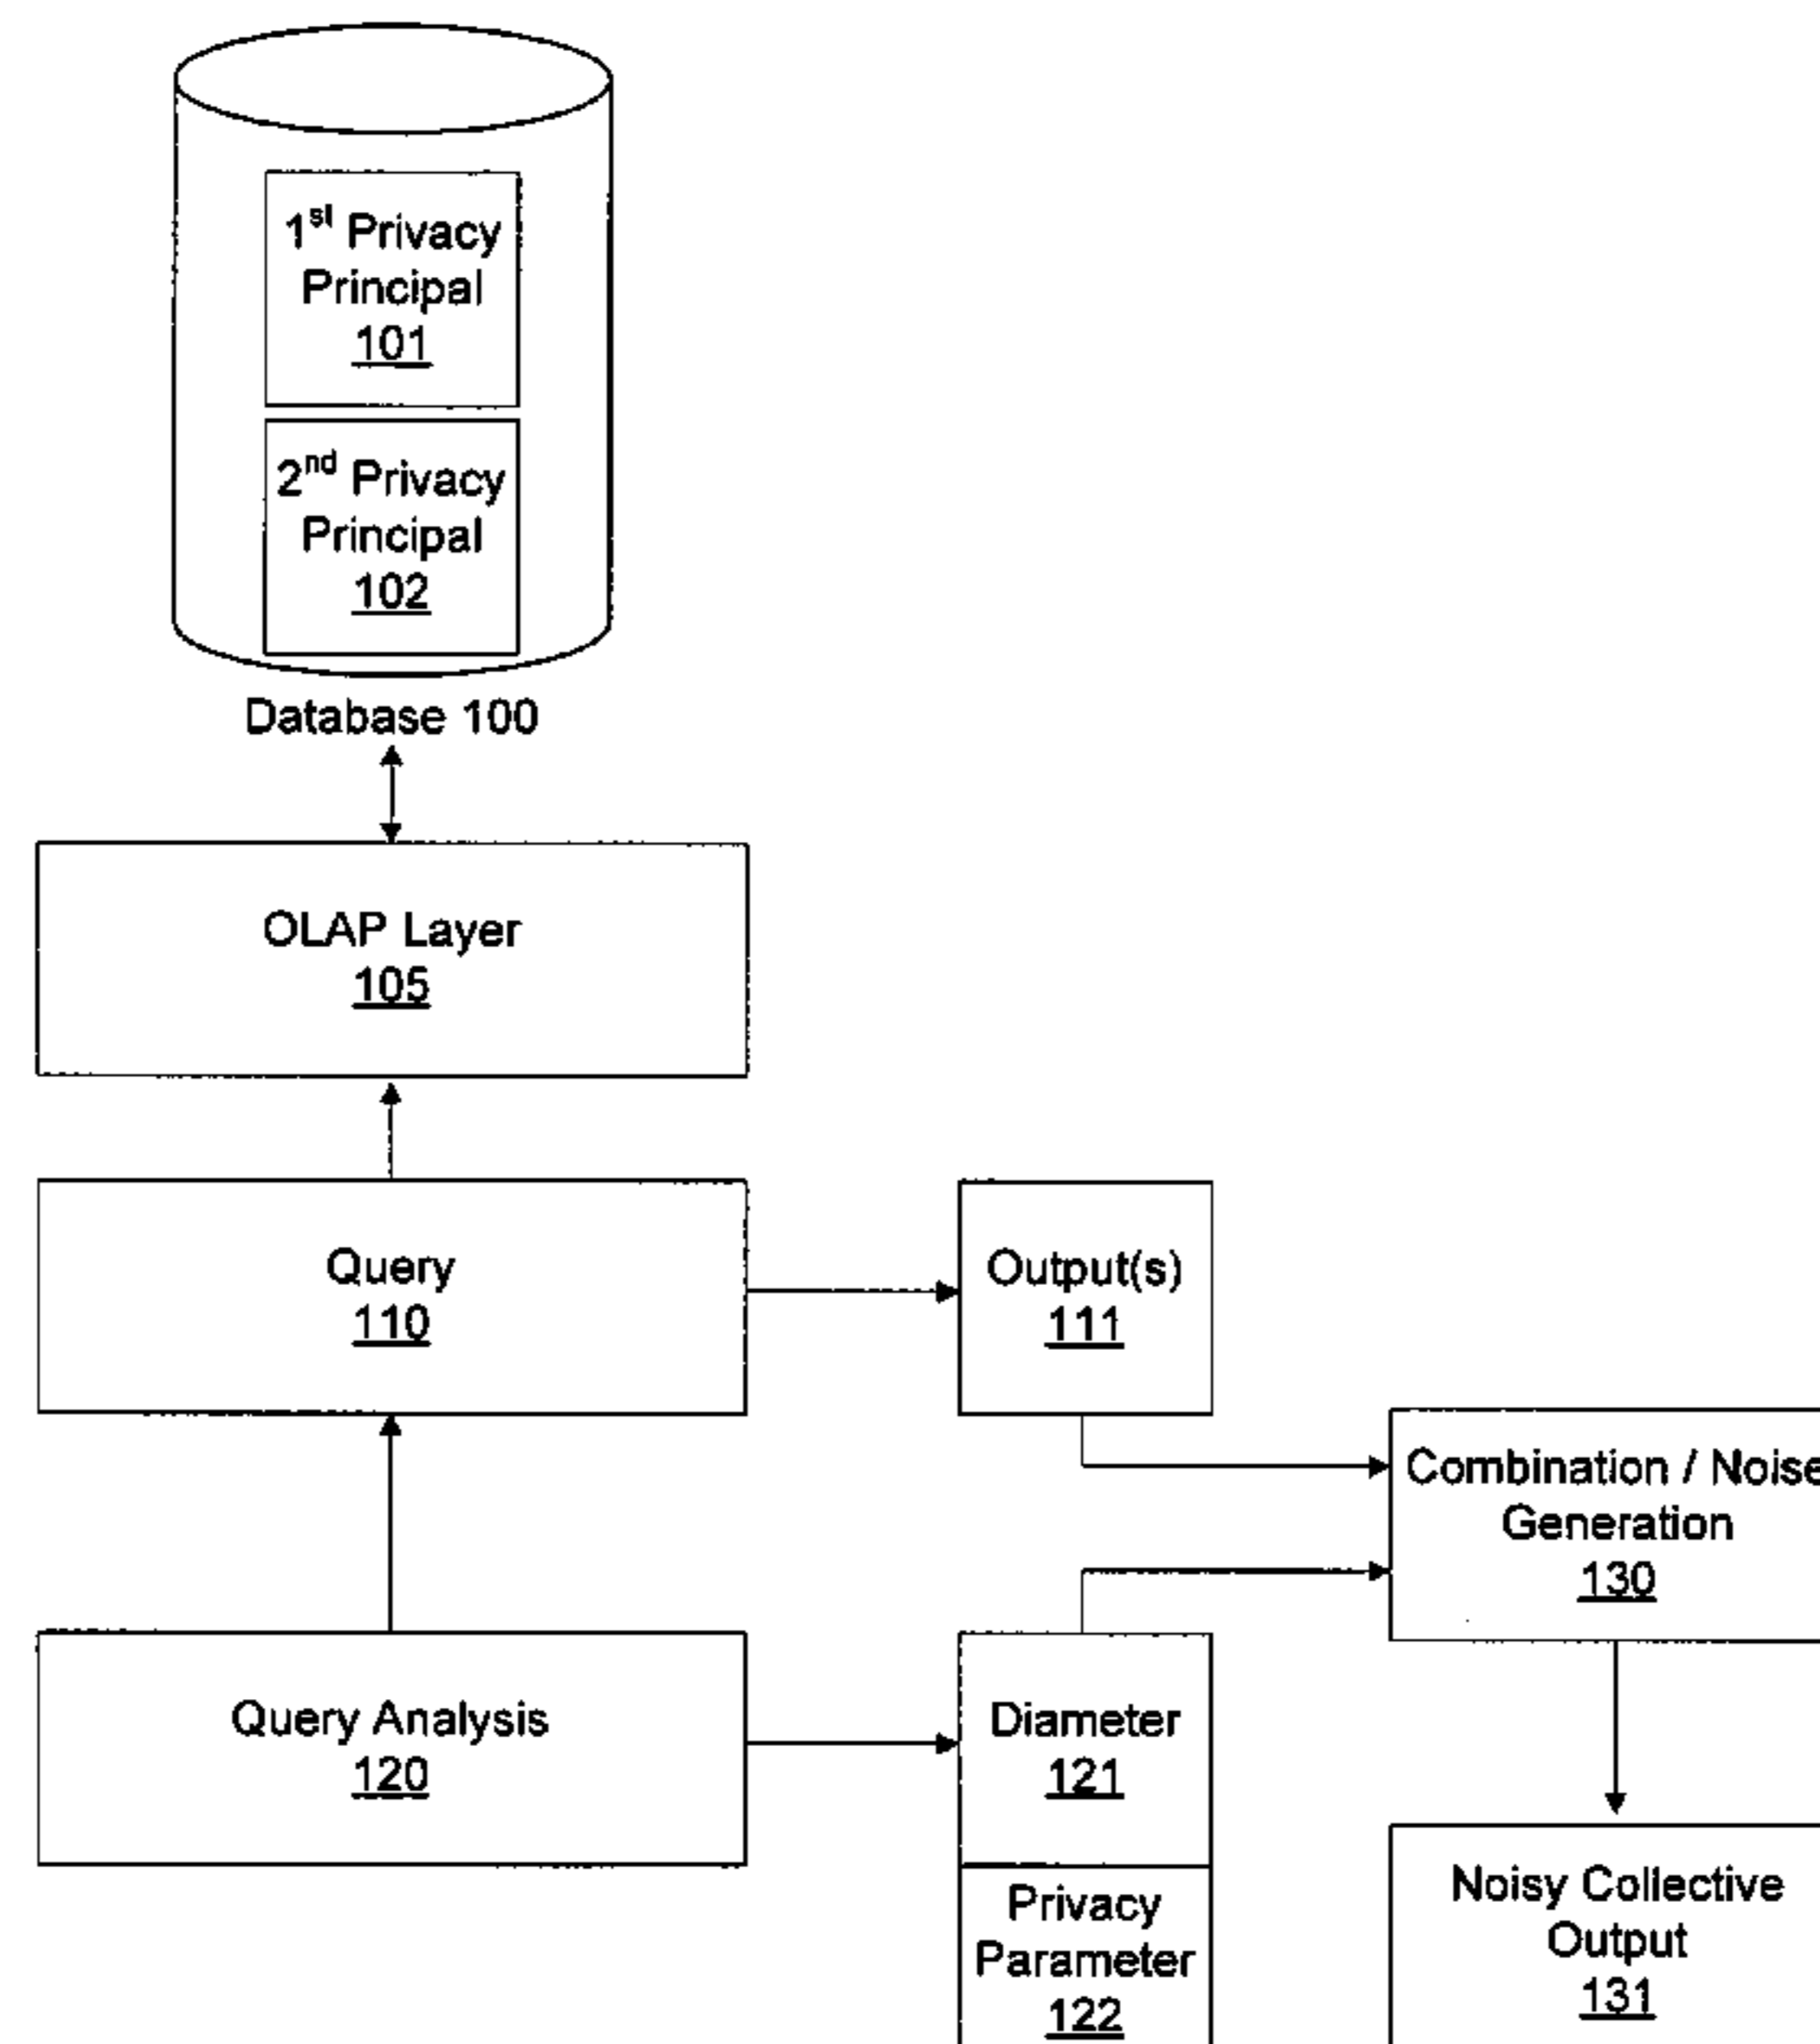 1st Privacy
Principal
101
2nd Privacy
Principal
102
Database 100
OLAP Layer
105
Query
110
Output(s)
111
Combination / Noise
Generation
130
Query Analysis
120
Diameter
121
Privacy
Parameter
122
Noisy Collective
Output
131